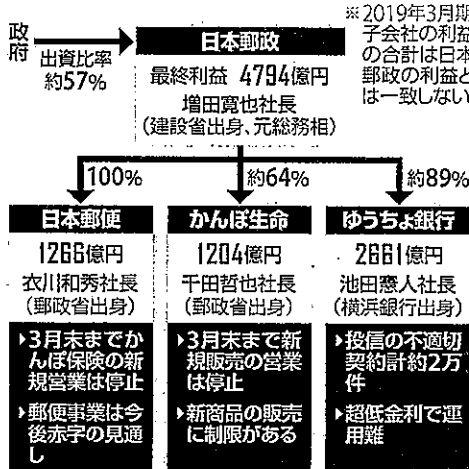 政府
出資比率
約57%
日本郵政
最終利益 4794億円
増田寛也社長
(建設省出身、元総務相)
※2019年3月期
子会社の利益
の合計は日本
郵政の利益と
は一致しない
100%
約64%
約89%
日本郵便
1266億円
衣川和秀社長
(郵政省出身)
▶3月末までか
んぽ保険の新
規営業は停止
▶郵便事業は今
後赤字の見通
し
かんぽ生命
1204億円
千田哲也社長
(郵政省出身)
▶3月末まで新
規販売の営業
は停止
▶新商品の販売
に制限がある
ゆうちょ銀行
2661億円
池田憲人社長
(横浜銀行出身)
▶投信の不適切
契約計約2万
件
▶超低金利で運
用難